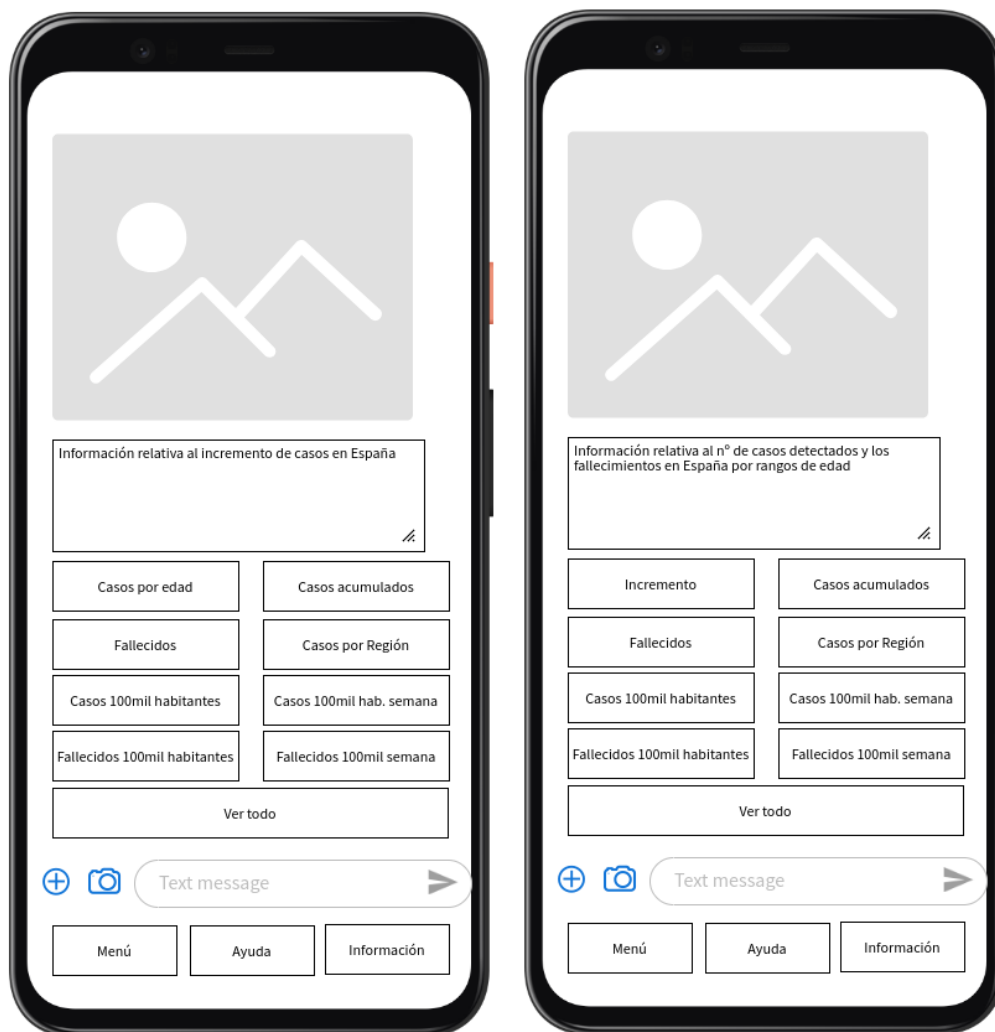 Información relativa al incremento de casos en España
Casos por edad
Casos acumulados
Fallecidos
Casos por Región
Casos 100mil habitantes
Casos 100mil hab. semana
Fallecidos 100mil habitantes
Fallecidos 100mil semana
Ver todo
Text message
Menú
Ayuda
Información
Información relativa al nº de casos detectados y los
fallecimientos en España por rangos de edad
Incremento
Casos acumulados
Fallecidos
Casos por Región
Casos 100mil habitantes
Casos 100mil hab. semana
Fallecidos 100mil habitantes
Fallecidos 100mil semana
Ver todo
Text message
Menú
Ayuda
Información